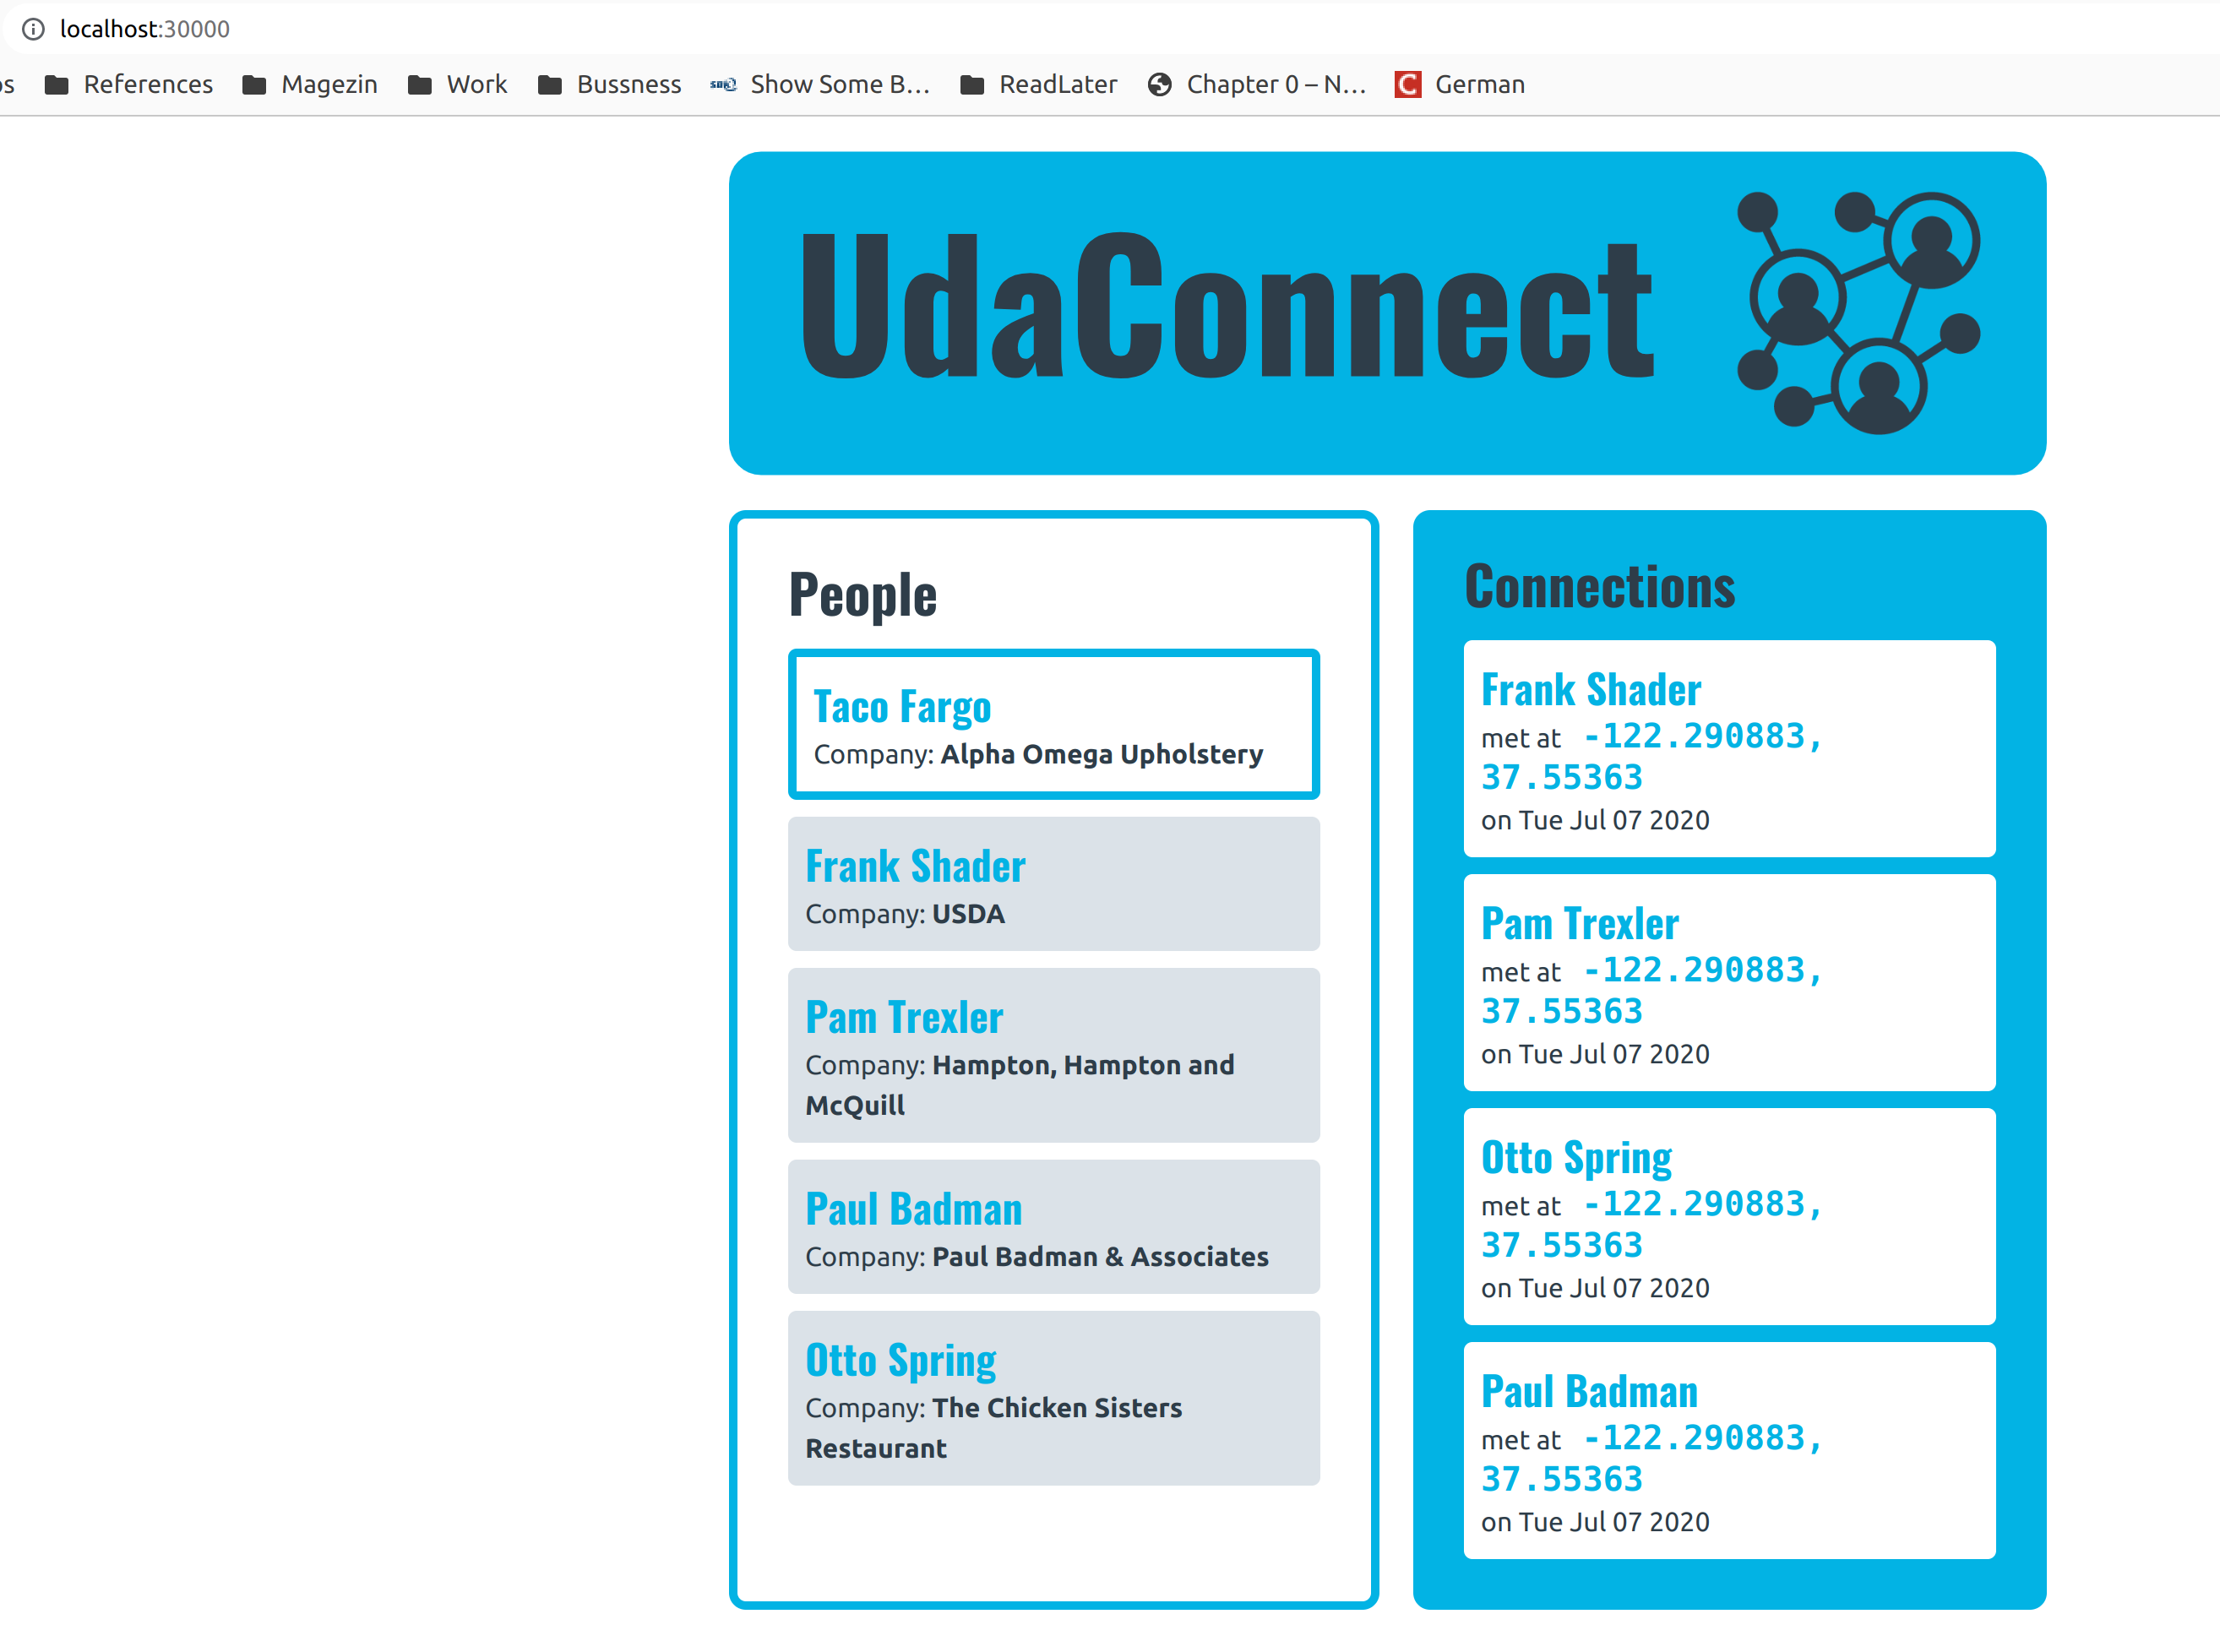 localhost:30000
os References Magezin Work Bussness Show Some B... ReadLater Chapter 0 – N... German
UdaConnect
People
Taco Fargo
Company: Alpha Omega Upholstery
Frank Shader
Company: USDA
Pam Trexler
Company: Hampton, Hampton and
McQuill
Paul Badman
Company: Paul Badman & Associates
Otto Spring
Company: The Chicken Sisters
Restaurant
Connections
Frank Shader
met at -122.290883,
37.55363
on Tue Jul 07 2020
Pam Trexler
met at -122.290883,
37.55363
on Tue Jul 07 2020
Otto Spring
met at -122.290883,
37.55363
on Tue Jul 07 2020
Paul Badman
met at -122.290883,
37.55363
on Tue Jul 07 2020